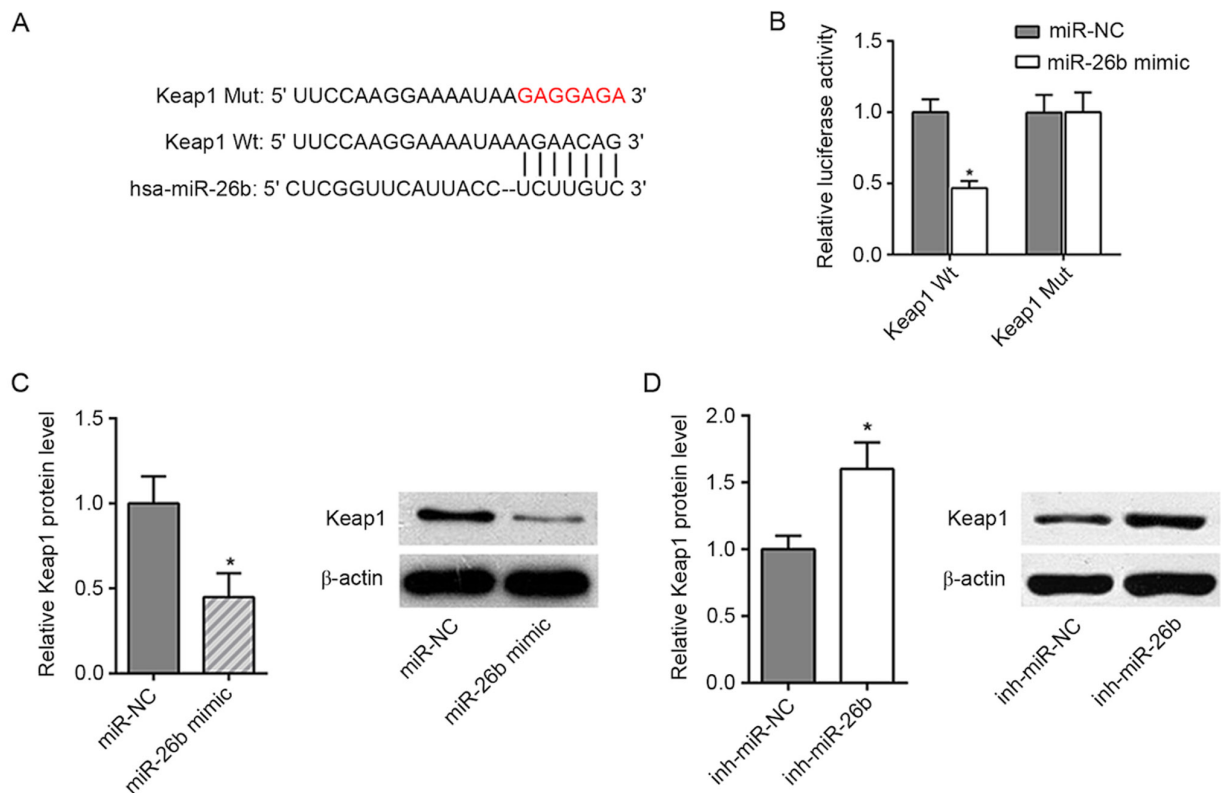 A
Keap1 Mut: 5' UUCCAAGGAAAAUAAGAGGAGA 3'
Keap1 Wt: 5' UUCCAAGGAAAAUAAAGAACAG 3'
hsa-miR-26b: 5' CUCGGUUCAUUACC--UCUUGUC 3'
B
miR-NC
miR-26b mimic
Relative luciferase activity
1.5
1.0
0.5
0.0
*
Keap1 Wt
Keap1 Mut
C
Relative Keap1 protein level
1.5
1.0
0.5
0.0
*
miR-NC
miR-26b mimic
Keap1
β-actin
miR-NC
miR-26b mimic
D
Relative Keap1 protein level
2.0
1.5
1.0
0.5
0.0
*
inh-miR-NC
inh-miR-26b
Keap1
β-actin
inh-miR-NC
inh-miR-26b